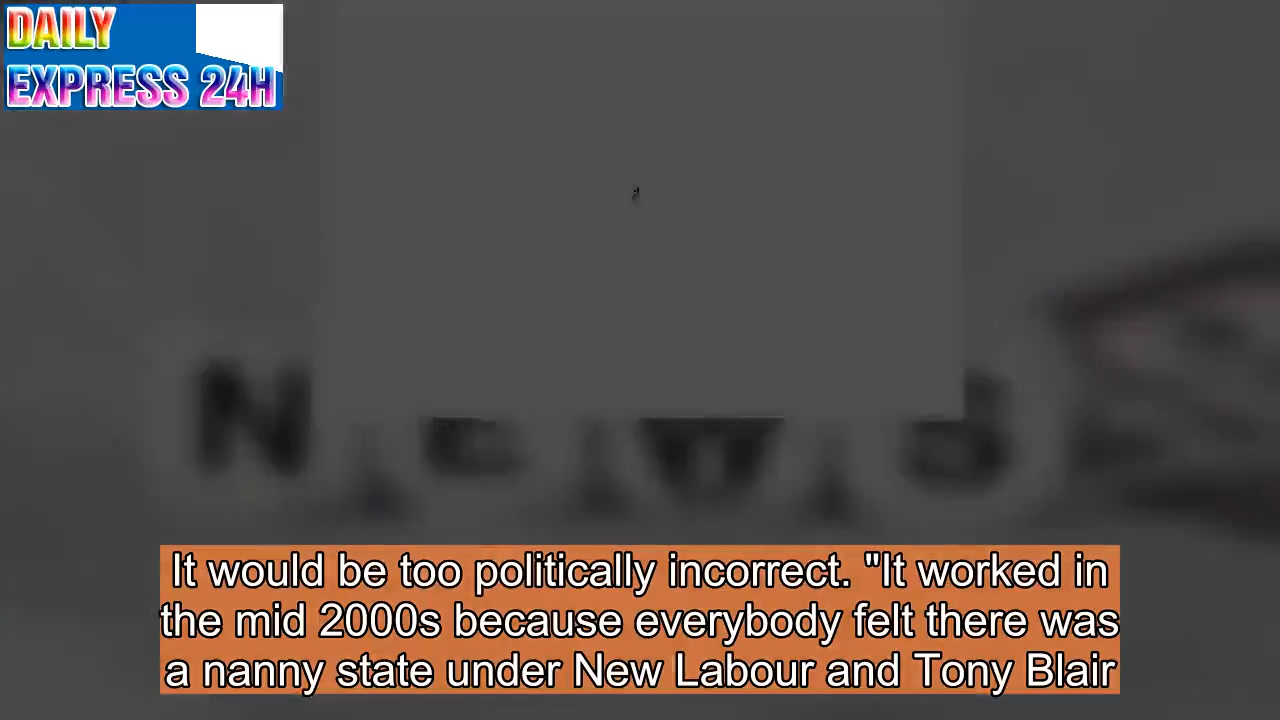 DAILY
EXPRESS 24H
News
It would be too politically incorrect. "It worked in
the mid 2000s because everybody felt there was
a nanny state under New Labour and Tony Blair